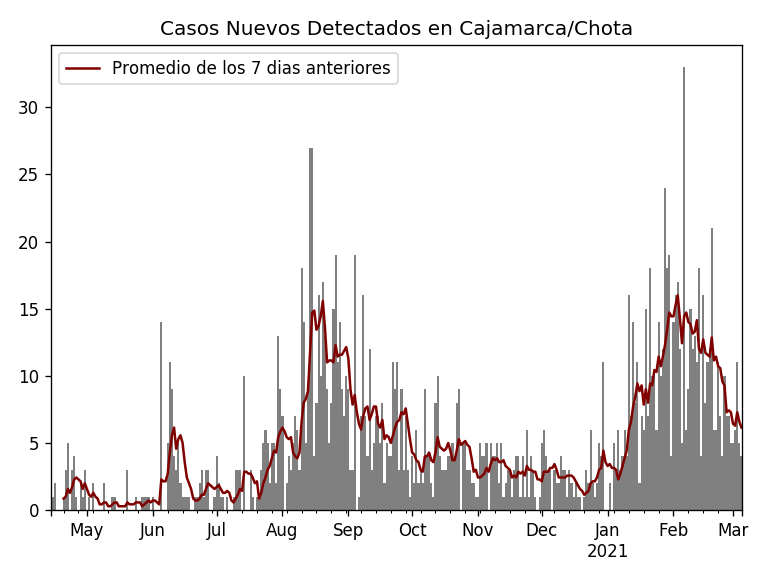 Casos Nuevos Detectados en Cajamarca/Chota
Promedio de los 7 dias anteriores
30
25
20
15
10
5
0
May Jun Jul Aug Sep Oct Nov Dec Jan Feb Mar
2021